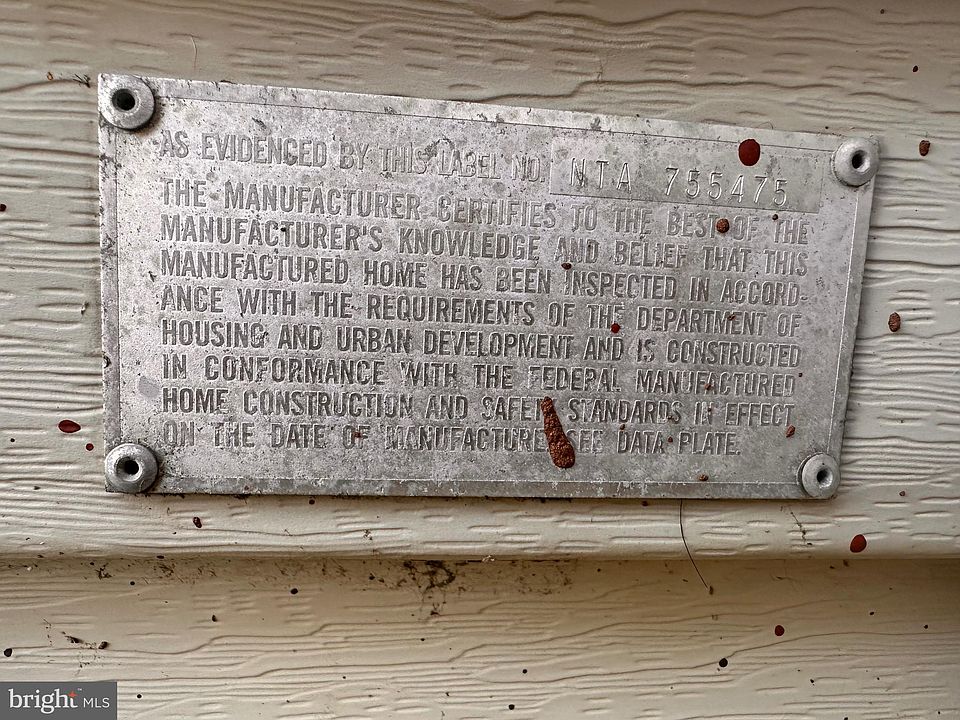 AS EVIDENCED BY THIS LABEL NO. NTA 755475
THE MANUFACTURER CERTIFIES TO THE BEST OF THE
MANUFACTURER'S KNOWLEDGE AND BELIEF THAT THIS
MANUFACTURED HOME HAS BEEN INSPECTED IN ACCORD-
ANCE WITH THE REQUIREMENTS OF THE DEPARTMENT OF
HOUSING AND URBAN DEVELOPMENT AND IS CONSTRUCTED
IN CONFORMANCE WITH THE FEDERAL MANUFACTURED
HOME CONSTRUCTION AND SAFETY STANDARDS IN EFFECT
ON THE DATE OF MANUFACTURE. SEE DATA PLATE.
bright MLS